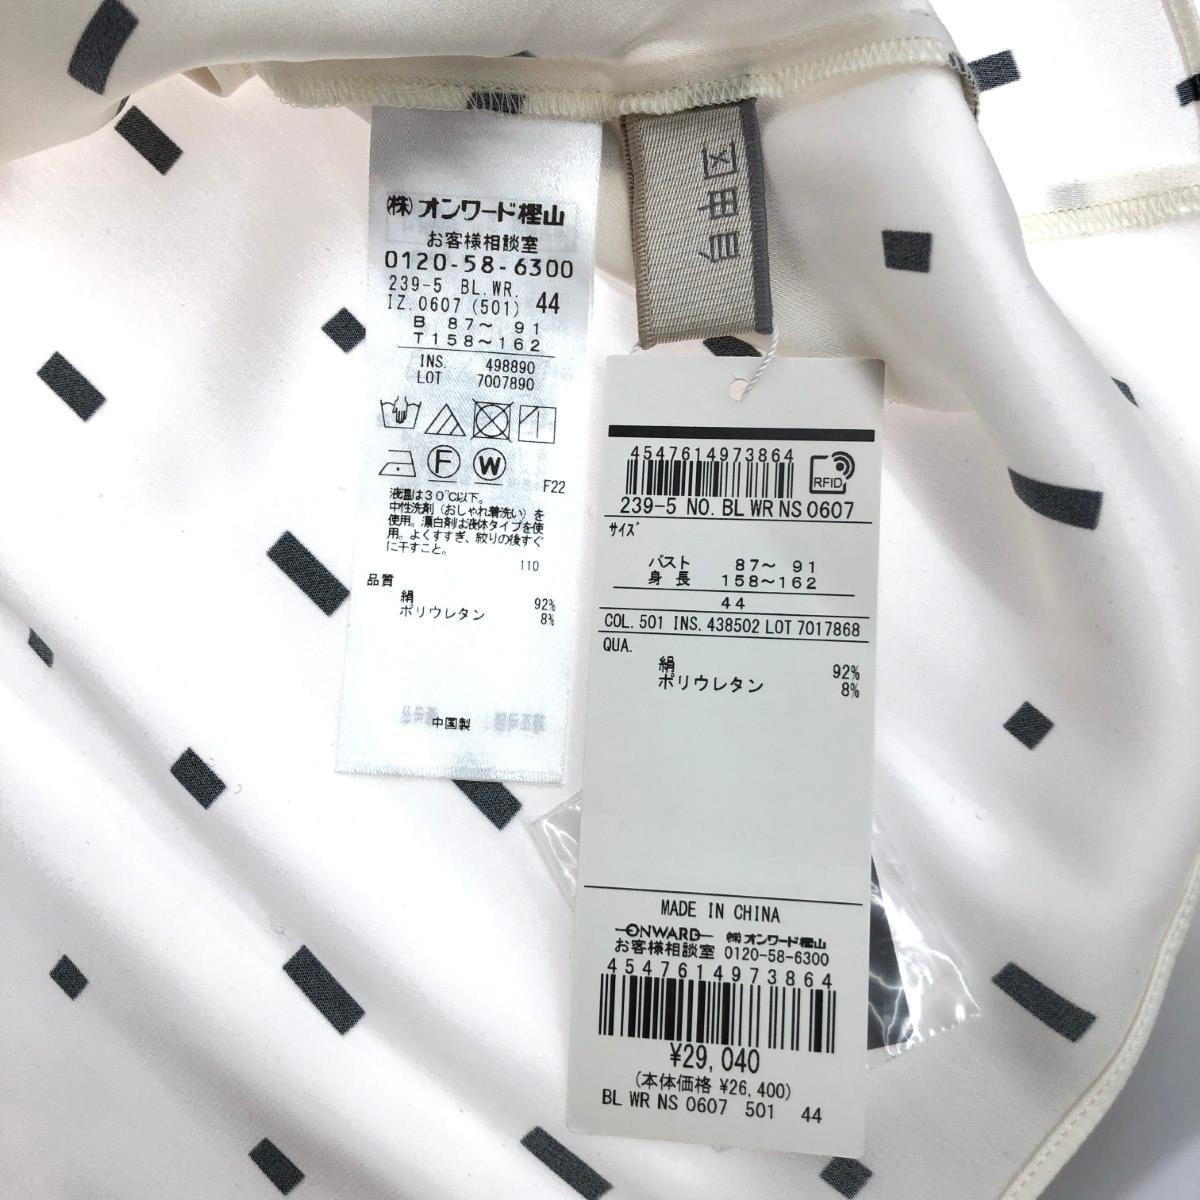 ㈱オンワード樫山
お客様相談室
0120-58-6300
239-5 BL.WR.
IZ.0607 (501) 44
B 87～ 91
T158～162
INS. 498890
LOT 7007890
F
W
F22
液温は30℃以下。
中性洗剤（おしゃれ着洗い）を
使用。漂白剤は液体タイプを使
用。よくすすぎ、絞りの後すぐ
に干すこと。
110
品質
絹 92%
ポリウレタン 8%
中国製
自由区
4547614973864
RFID
239-5 NO. BL WR NS 0607
サイズ
バスト 87～ 91
身長 158～162
44
COL. 501 INS. 438502 LOT 7017868
QUA.
絹 92%
ポリウレタン 8%
MADE IN CHINA
ONWARD ㈱オンワード樫山
お客様相談室 0120-58-6300
4547614973864
¥29,040
(本体価格 ¥26,400)
BL WR NS 0607 501 44